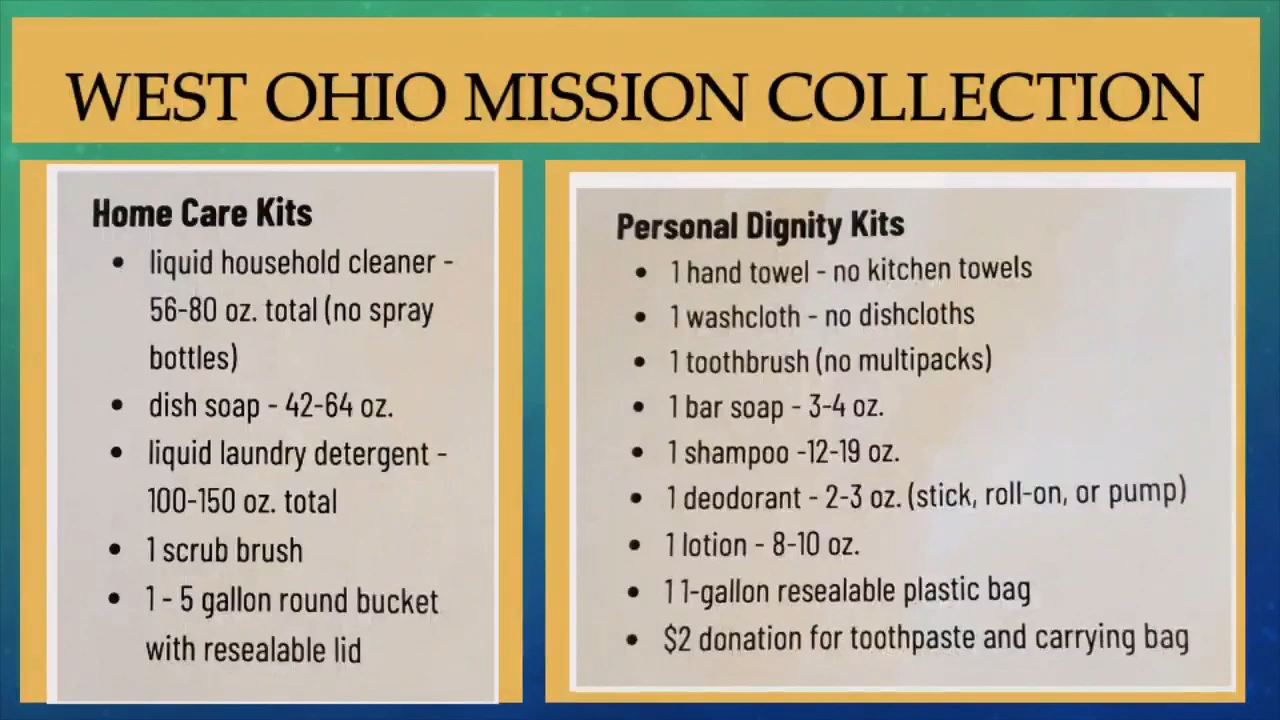 WEST OHIO MISSION COLLECTION
Home Care Kits
• liquid household cleaner -
56-80 oz. total (no spray
bottles)
• dish soap - 42-64 oz.
• liquid laundry detergent -
100-150 oz. total
• 1 scrub brush
• 1 - 5 gallon round bucket
with resealable lid
Personal Dignity Kits
• 1 hand towel - no kitchen towels
• 1 washcloth - no dishcloths
• 1 toothbrush (no multipacks)
• 1 bar soap - 3-4 oz.
• 1 shampoo -12-19 oz.
• 1 deodorant - 2-3 oz. (stick, roll-on, or pump)
• 1 lotion - 8-10 oz.
• 1 1-gallon resealable plastic bag
• $2 donation for toothpaste and carrying bag